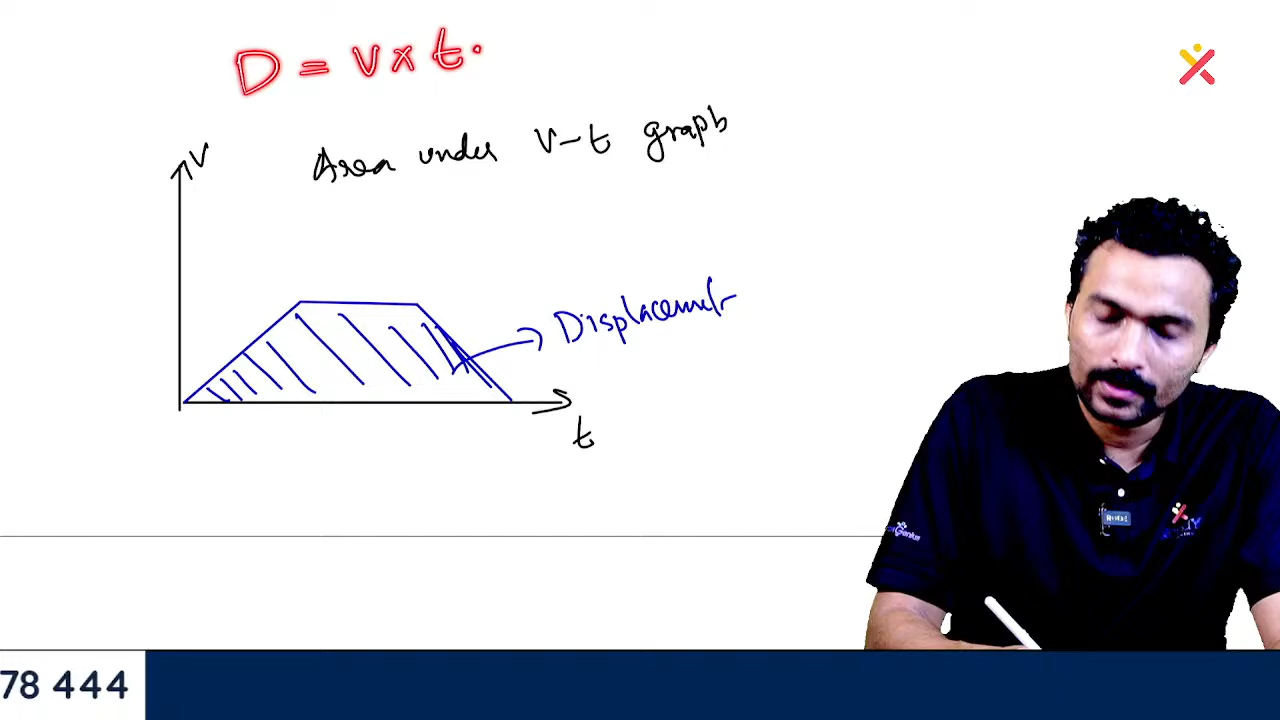 D = V × t.
Area under V-t graph
V
Displacement
t
78 444